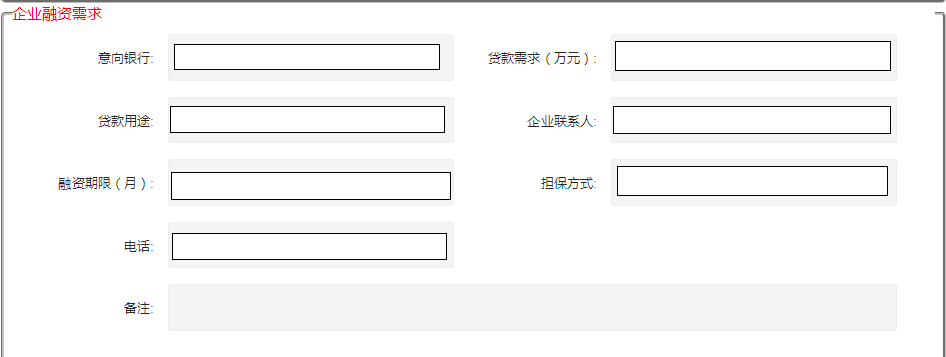 企业融资需求
意向银行: 贷款需求（万元）:
贷款用途: 企业联系人:
融资期限（月）: 担保方式:
电话:
备注: